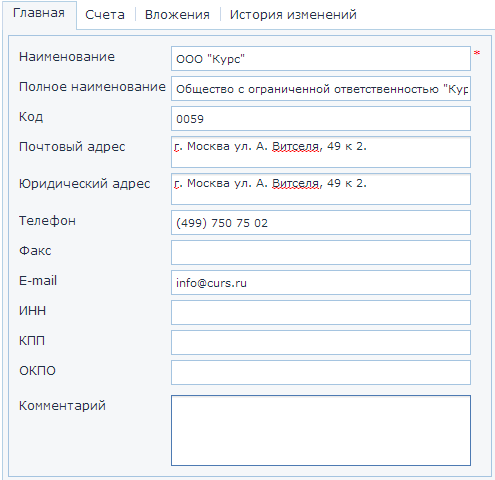 Главная Счета Вложения История изменений
Наименование ООО "Курс" *
Полное наименование Общество с ограниченной ответственностью "Кур
Код 0059
Почтовый адрес г. Москва ул. А. Витселя, 49 к 2.
Юридический адрес г. Москва ул. А. Витселя, 49 к 2.
Телефон (499) 750 75 02
Факс
E-mail info@curs.ru
ИНН
КПП
ОКПО
Комментарий